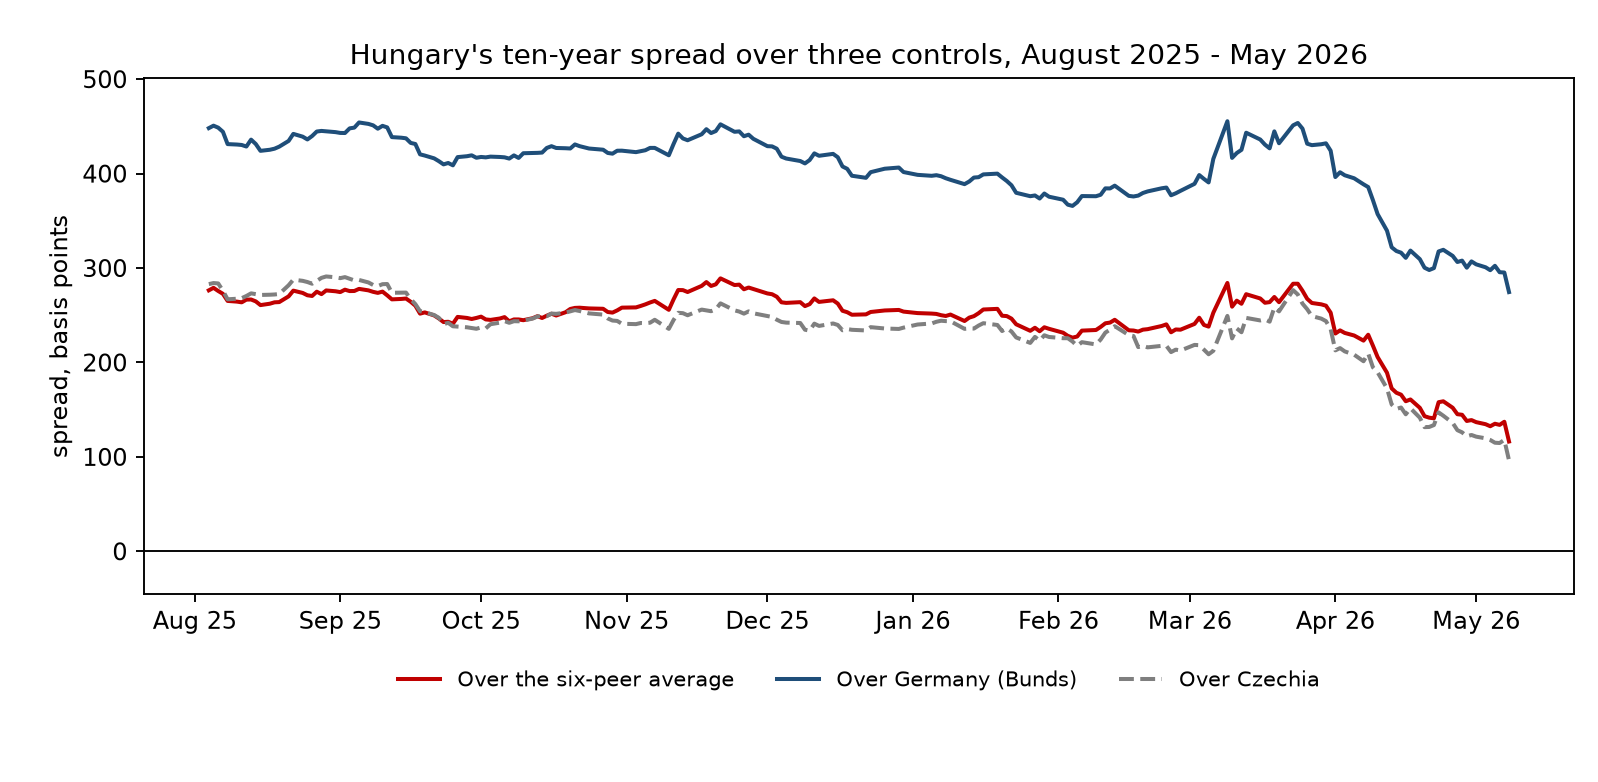 Hungary's ten-year spread over three controls, August 2025 - May 2026
spread, basis points
500
400
300
200
100
0
Aug 25 Sep 25 Oct 25 Nov 25 Dec 25 Jan 26 Feb 26 Mar 26 Apr 26 May 26
Over the six-peer average Over Germany (Bunds) Over Czechia